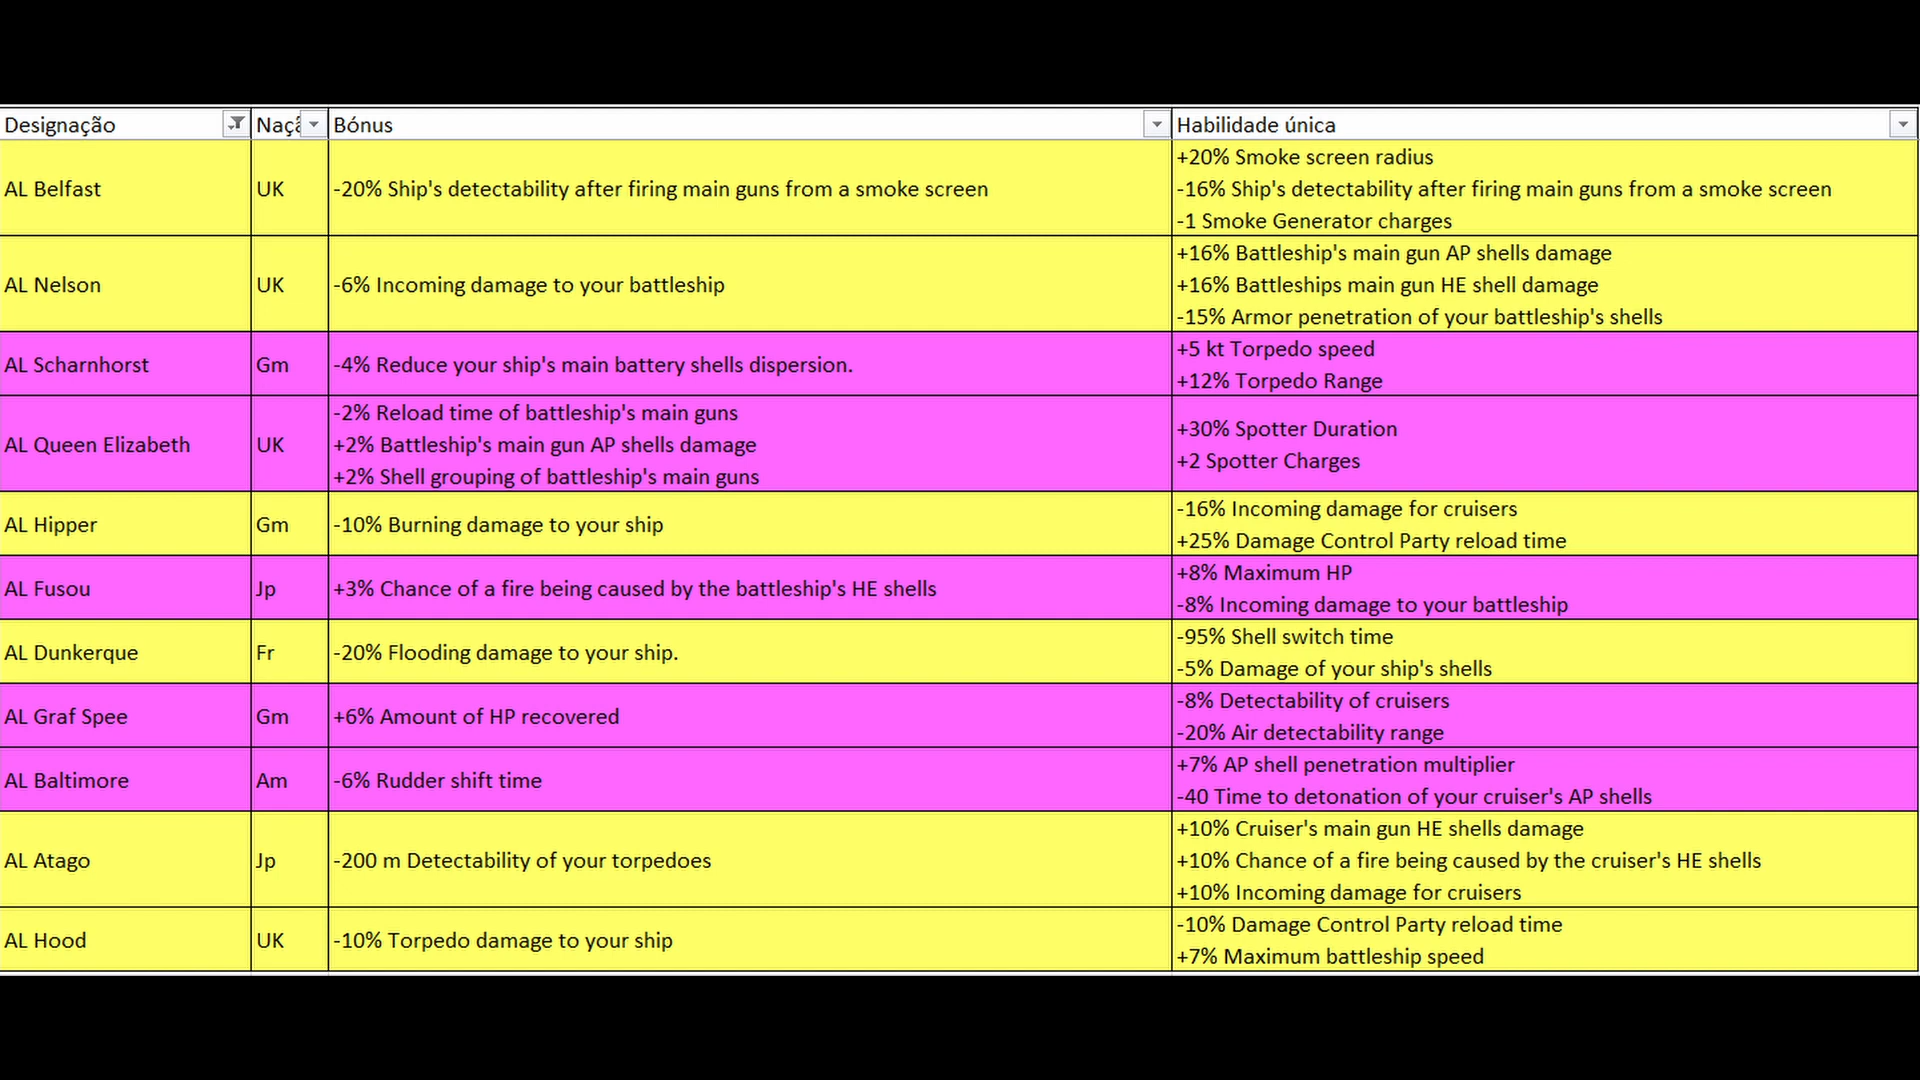 Designação Naçã Bónus Habilidade única
AL Belfast UK -20% Ship's detectability after firing main guns from a smoke screen
+20% Smoke screen radius
-16% Ship's detectability after firing main guns from a smoke screen
-1 Smoke Generator charges
AL Nelson UK -6% Incoming damage to your battleship
+16% Battleship's main gun AP shells damage
+16% Battleships main gun HE shell damage
-15% Armor penetration of your battleship's shells
AL Scharnhorst Gm -4% Reduce your ship's main battery shells dispersion.
+5 kt Torpedo speed
+12% Torpedo Range
AL Queen Elizabeth UK
-2% Reload time of battleship's main guns
+2% Battleship's main gun AP shells damage
+2% Shell grouping of battleship's main guns
+30% Spotter Duration
+2 Spotter Charges
AL Hipper Gm -10% Burning damage to your ship
-16% Incoming damage for cruisers
+25% Damage Control Party reload time
AL Fusou Jp +3% Chance of a fire being caused by the battleship's HE shells
+8% Maximum HP
-8% Incoming damage to your battleship
AL Dunkerque Fr -20% Flooding damage to your ship.
-95% Shell switch time
-5% Damage of your ship's shells
AL Graf Spee Gm +6% Amount of HP recovered
-8% Detectability of cruisers
-20% Air detectability range
AL Baltimore Am -6% Rudder shift time
+7% AP shell penetration multiplier
-40 Time to detonation of your cruiser's AP shells
AL Atago Jp -200 m Detectability of your torpedoes
+10% Cruiser's main gun HE shells damage
+10% Chance of a fire being caused by the cruiser's HE shells
+10% Incoming damage for cruisers
AL Hood UK -10% Torpedo damage to your ship
-10% Damage Control Party reload time
+7% Maximum battleship speed